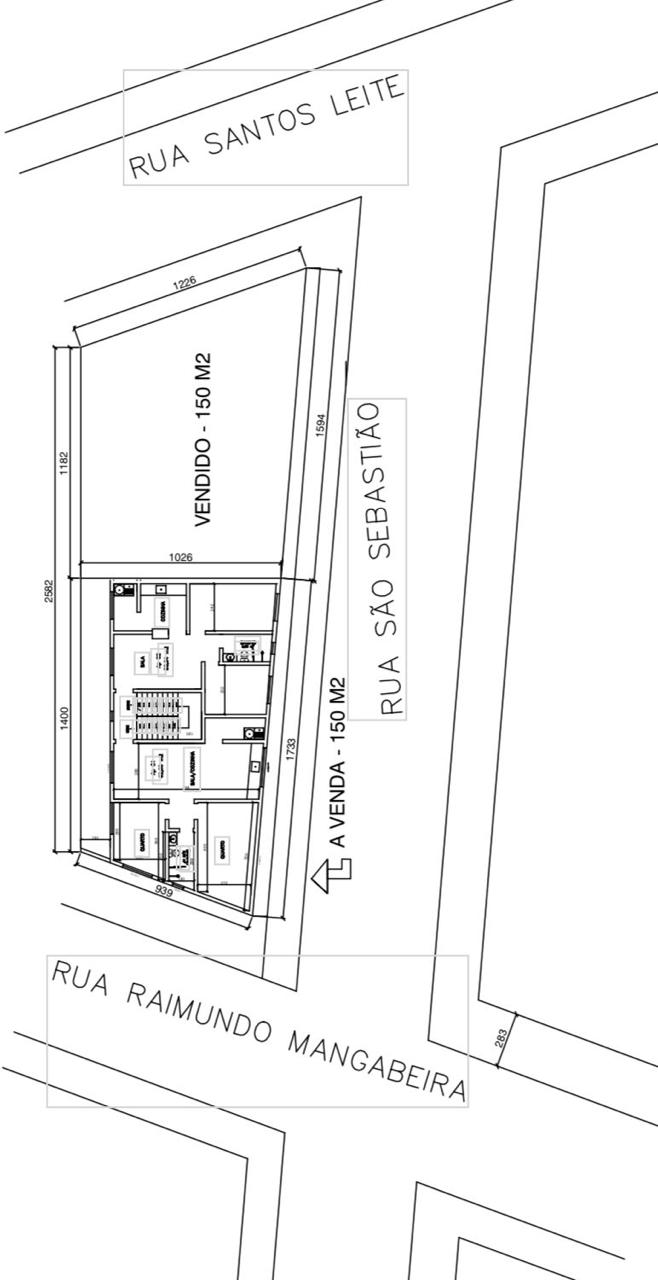 RUA SANTOS LEITE
1226
VENDIDO - 150 M2
1594
1182
RUA SÃO SEBASTIÃO
1026
2582
COZINHA
SALA
1400
A VENDA - 150 M2
1733
SALA/COZINHA
QUARTO
QUARTO
939
RUA RAIMUNDO MANGABEIRA
283